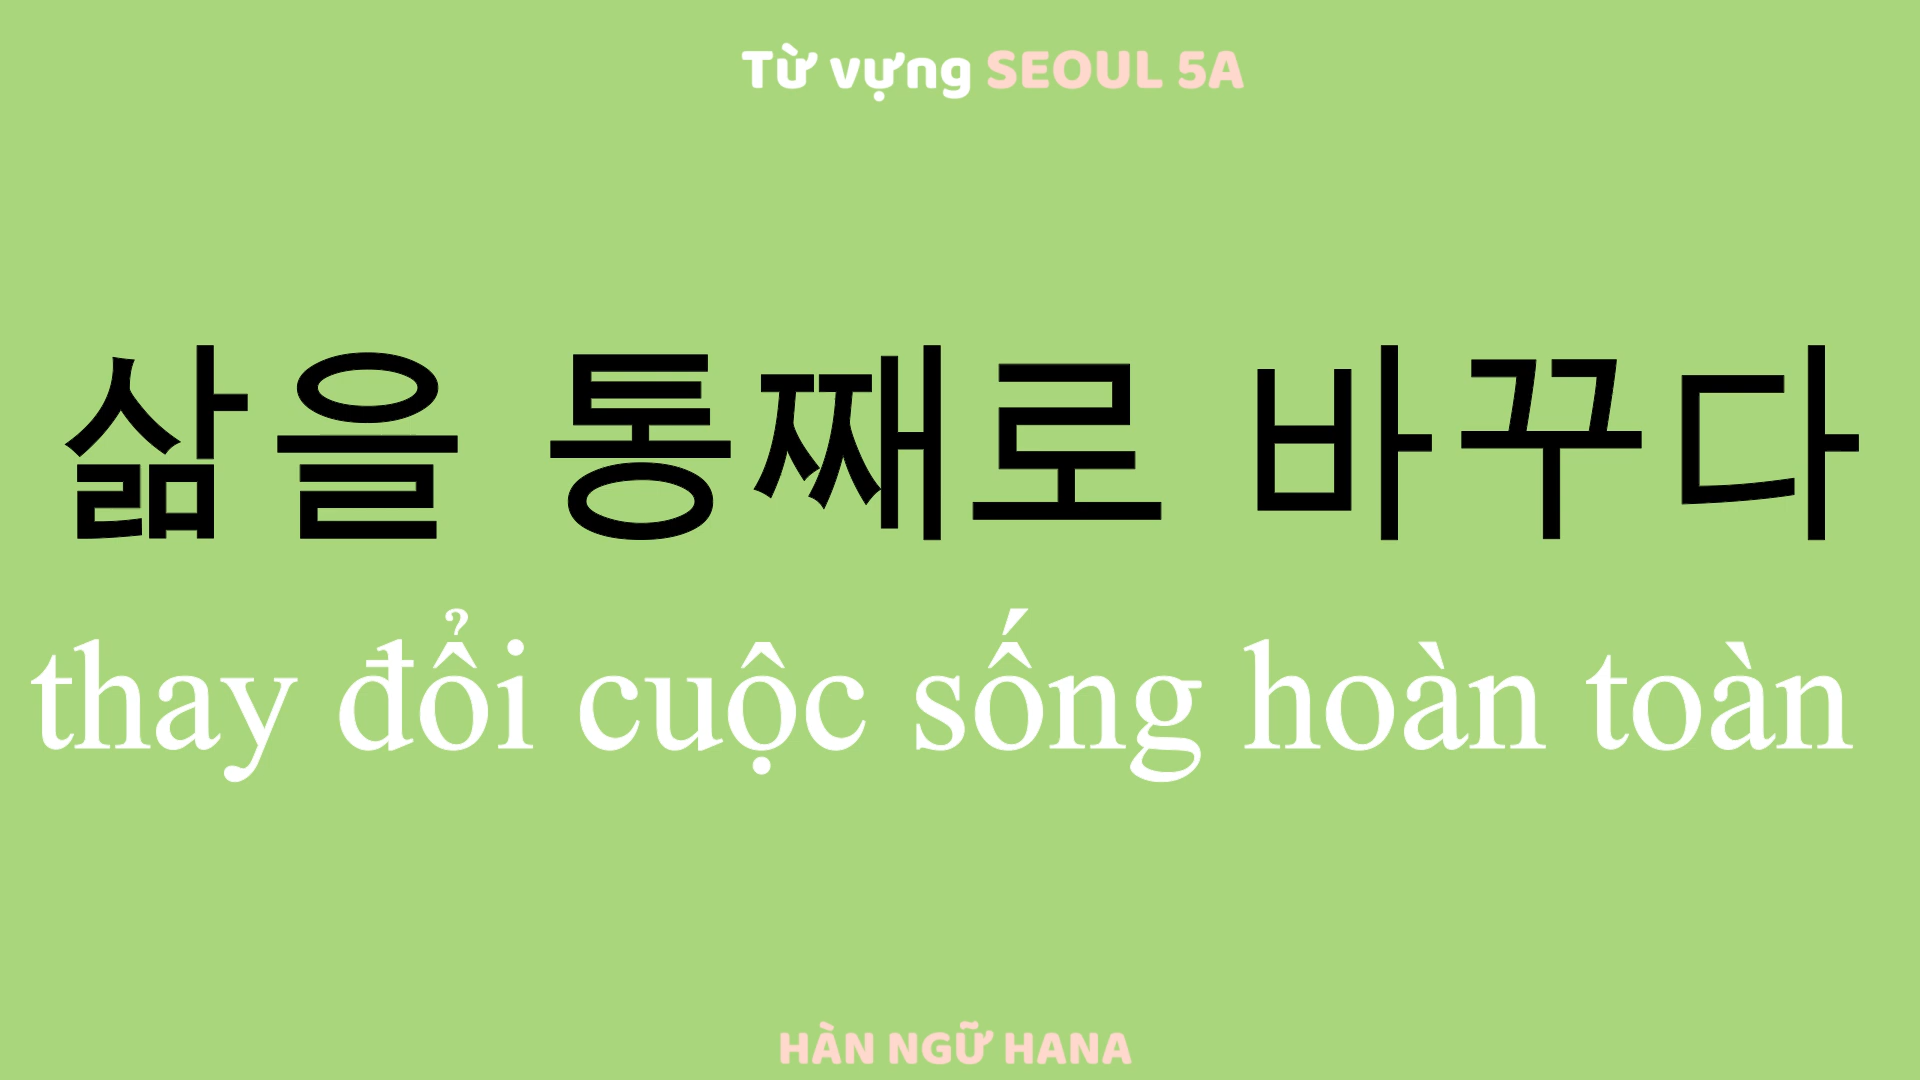 Từ vựng SEOUL 5A
삶을 통째로 바꾸다
thay đổi cuộc sống hoàn toàn
HÀN NGỮ HANA